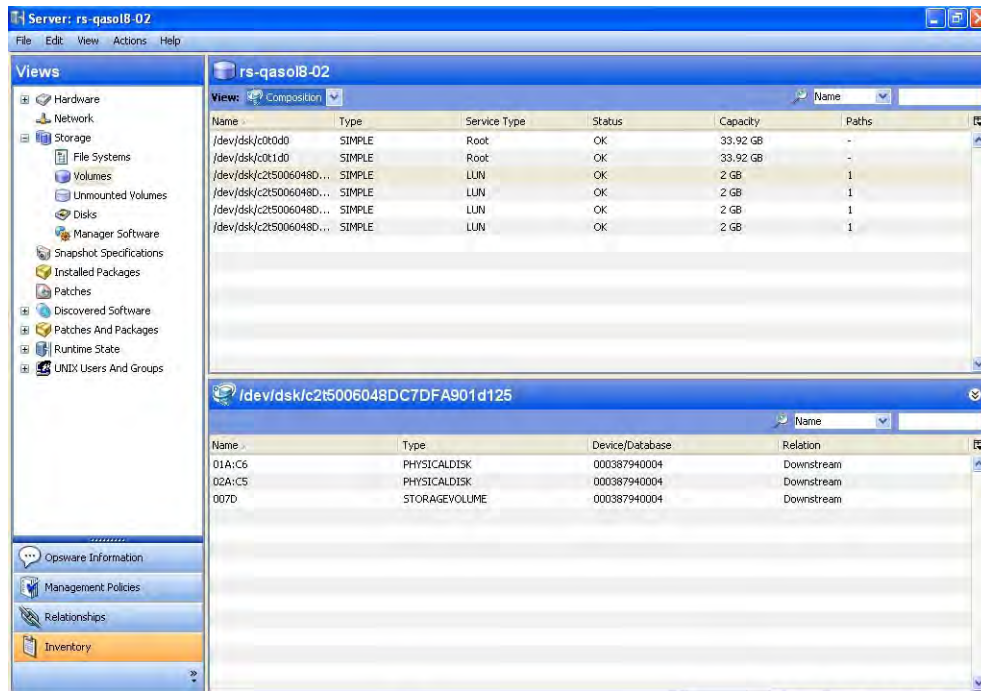 Server: rs-qasol8-02
File Edit View Actions Help
Views
Hardware
Network
Storage
File Systems
Volumes
Unmounted Volumes
Disks
Manager Software
Snapshot Specifications
Installed Packages
Patches
Discovered Software
Patches And Packages
Runtime State
UNIX Users And Groups
Opsware Information
Management Policies
Relationships
Inventory
rs-qasol8-02
View: Composition Name
Name Type Service Type Status Capacity Paths
/dev/dsk/c0t0d0 SIMPLE Root OK 33.92 GB -
/dev/dsk/c0t1d0 SIMPLE Root OK 33.92 GB -
/dev/dsk/c2t5006048D... SIMPLE LUN OK 2 GB 1
/dev/dsk/c2t5006048D... SIMPLE LUN OK 2 GB 1
/dev/dsk/c2t5006048D... SIMPLE LUN OK 2 GB 1
/dev/dsk/c2t5006048D... SIMPLE LUN OK 2 GB 1
/dev/dsk/c2t5006048DC7DFA901d125
Name
Name Type Device/Database Relation
01A:C6 PHYSICALDISK 000387940004 Downstream
02A:C5 PHYSICALDISK 000387940004 Downstream
007D STORAGEVOLUME 000387940004 Downstream